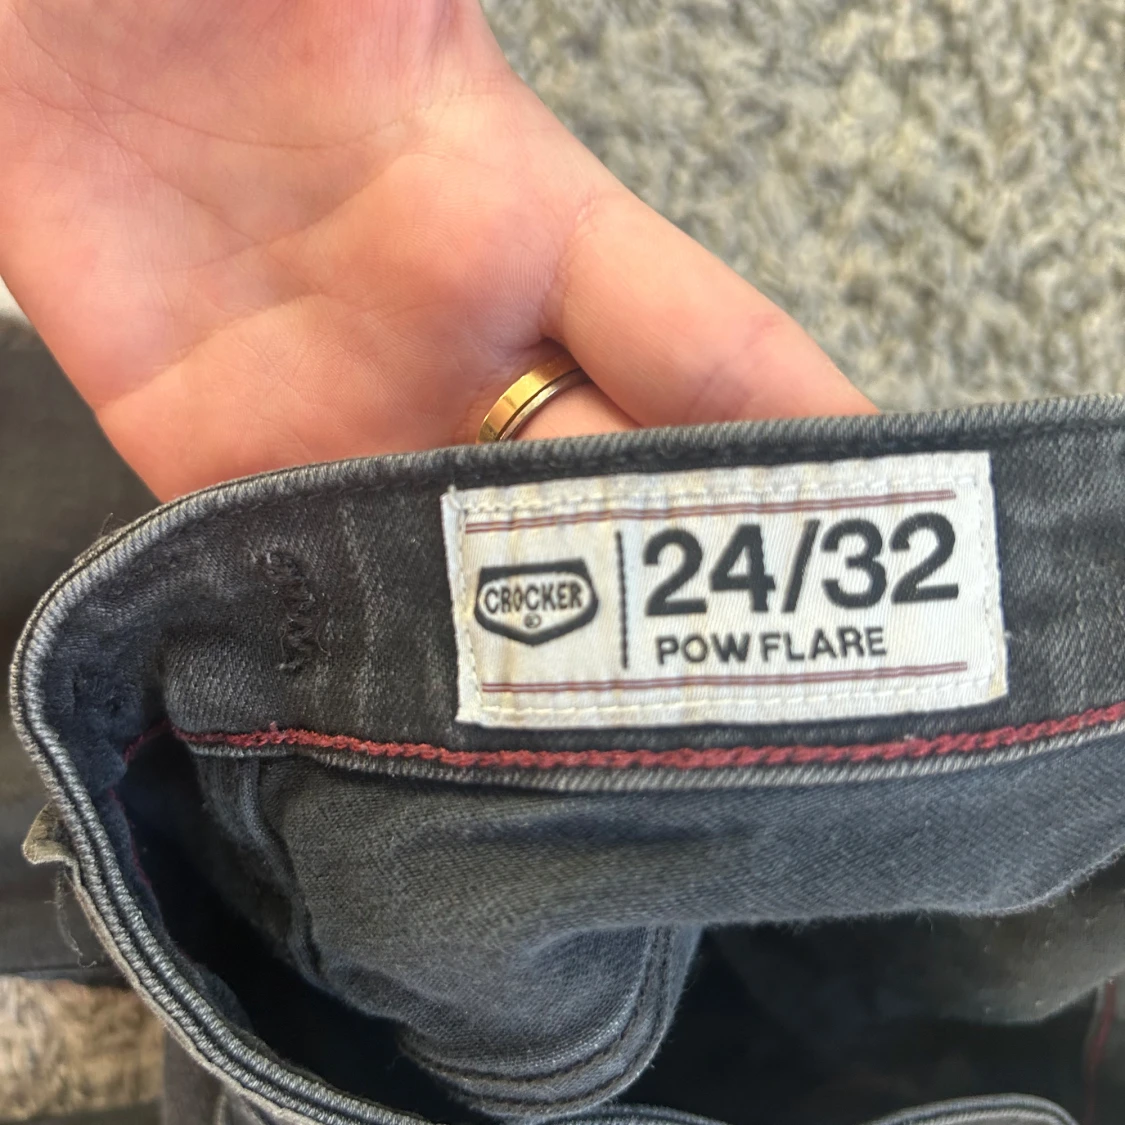 CROCKER
®
24/32
POW FLARE